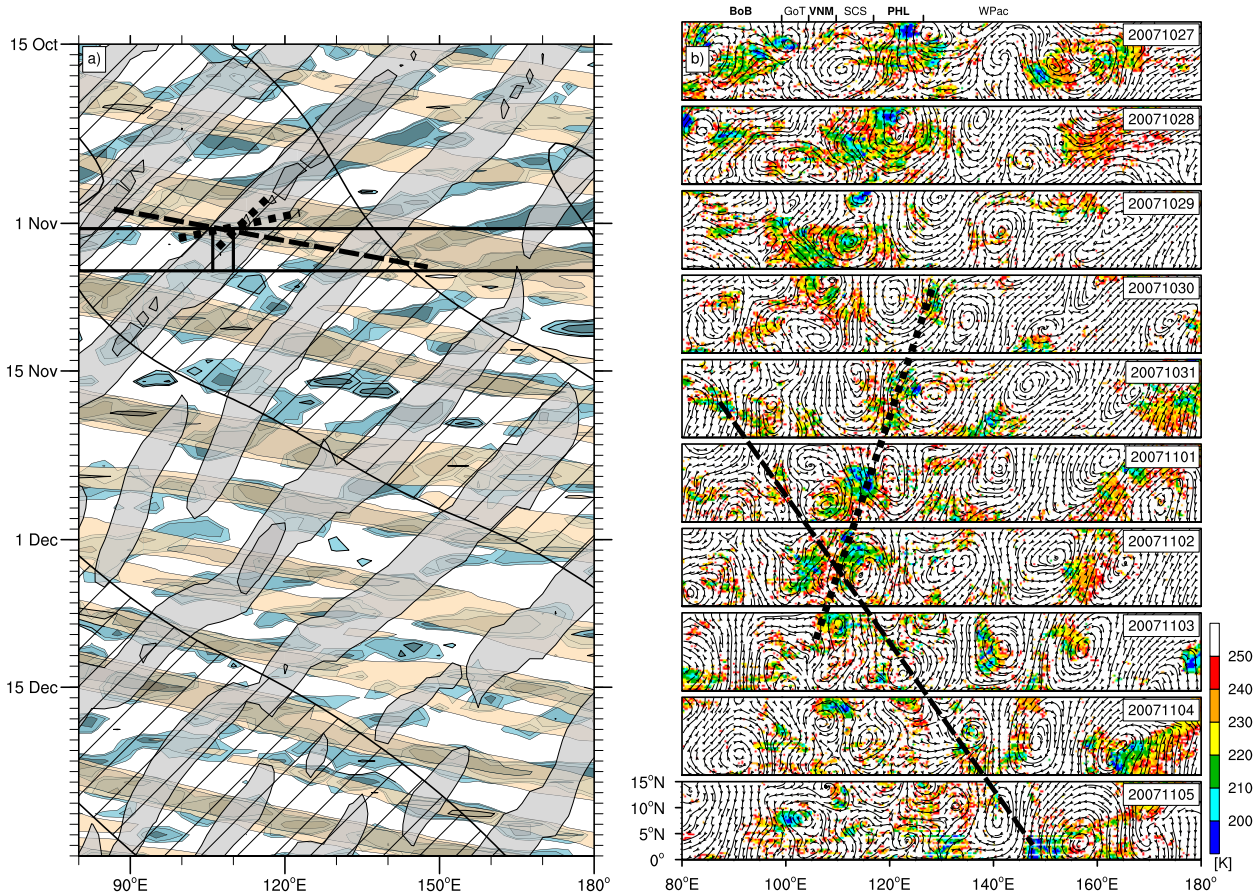 BoB GoT VNM SCS PHL WPac
a)
15 Oct
1 Nov
15 Nov
1 Dec
15 Dec
90°E 120°E 150°E 180°
b)
20071027
20071028
20071029
20071030
20071031
20071101
20071102
20071103
20071104
20071105
15°N
10°N
5°N
0°
80°E 100°E 120°E 140°E 160°E 180°
250
240
230
220
210
200
[K]